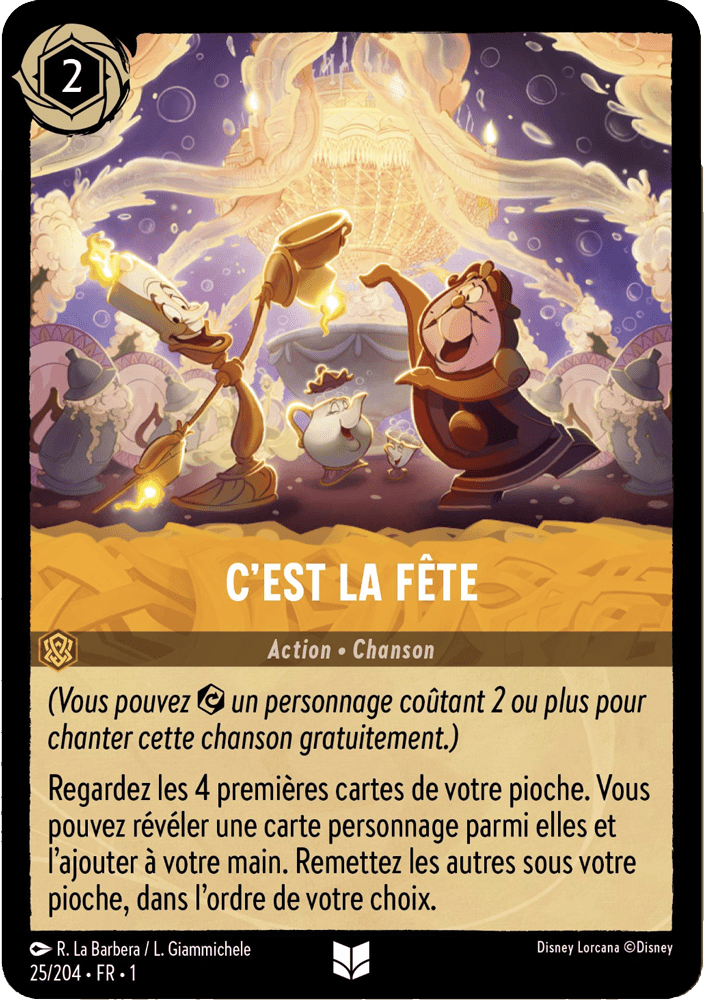 2
C’EST LA FÊTE
Action • Chanson
(Vous pouvez un personnage coûtant 2 ou plus pour
chanter cette chanson gratuitement.)
Regardez les 4 premières cartes de votre pioche. Vous
pouvez révéler une carte personnage parmi elles et
l’ajouter à votre main. Remettez les autres sous votre
pioche, dans l’ordre de votre choix.
R. La Barbera / L. Giammichele
Disney Lorcana ©Disney
25/204 • FR • 1